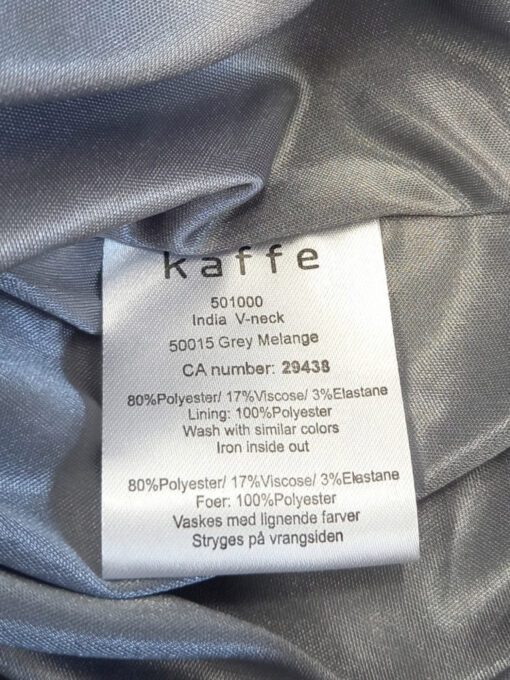 kaffe
501000
India V-neck
50015 Grey Melange
CA number: 29438
80%Polyester/ 17%Viscose/ 3%Elastane
Lining: 100%Polyester
Wash with similar colors
Iron inside out
80%Polyester/ 17%Viscose/ 3%Elastane
Foer: 100%Polyester
Vaskes med lignende farver
Stryges på vrangsiden